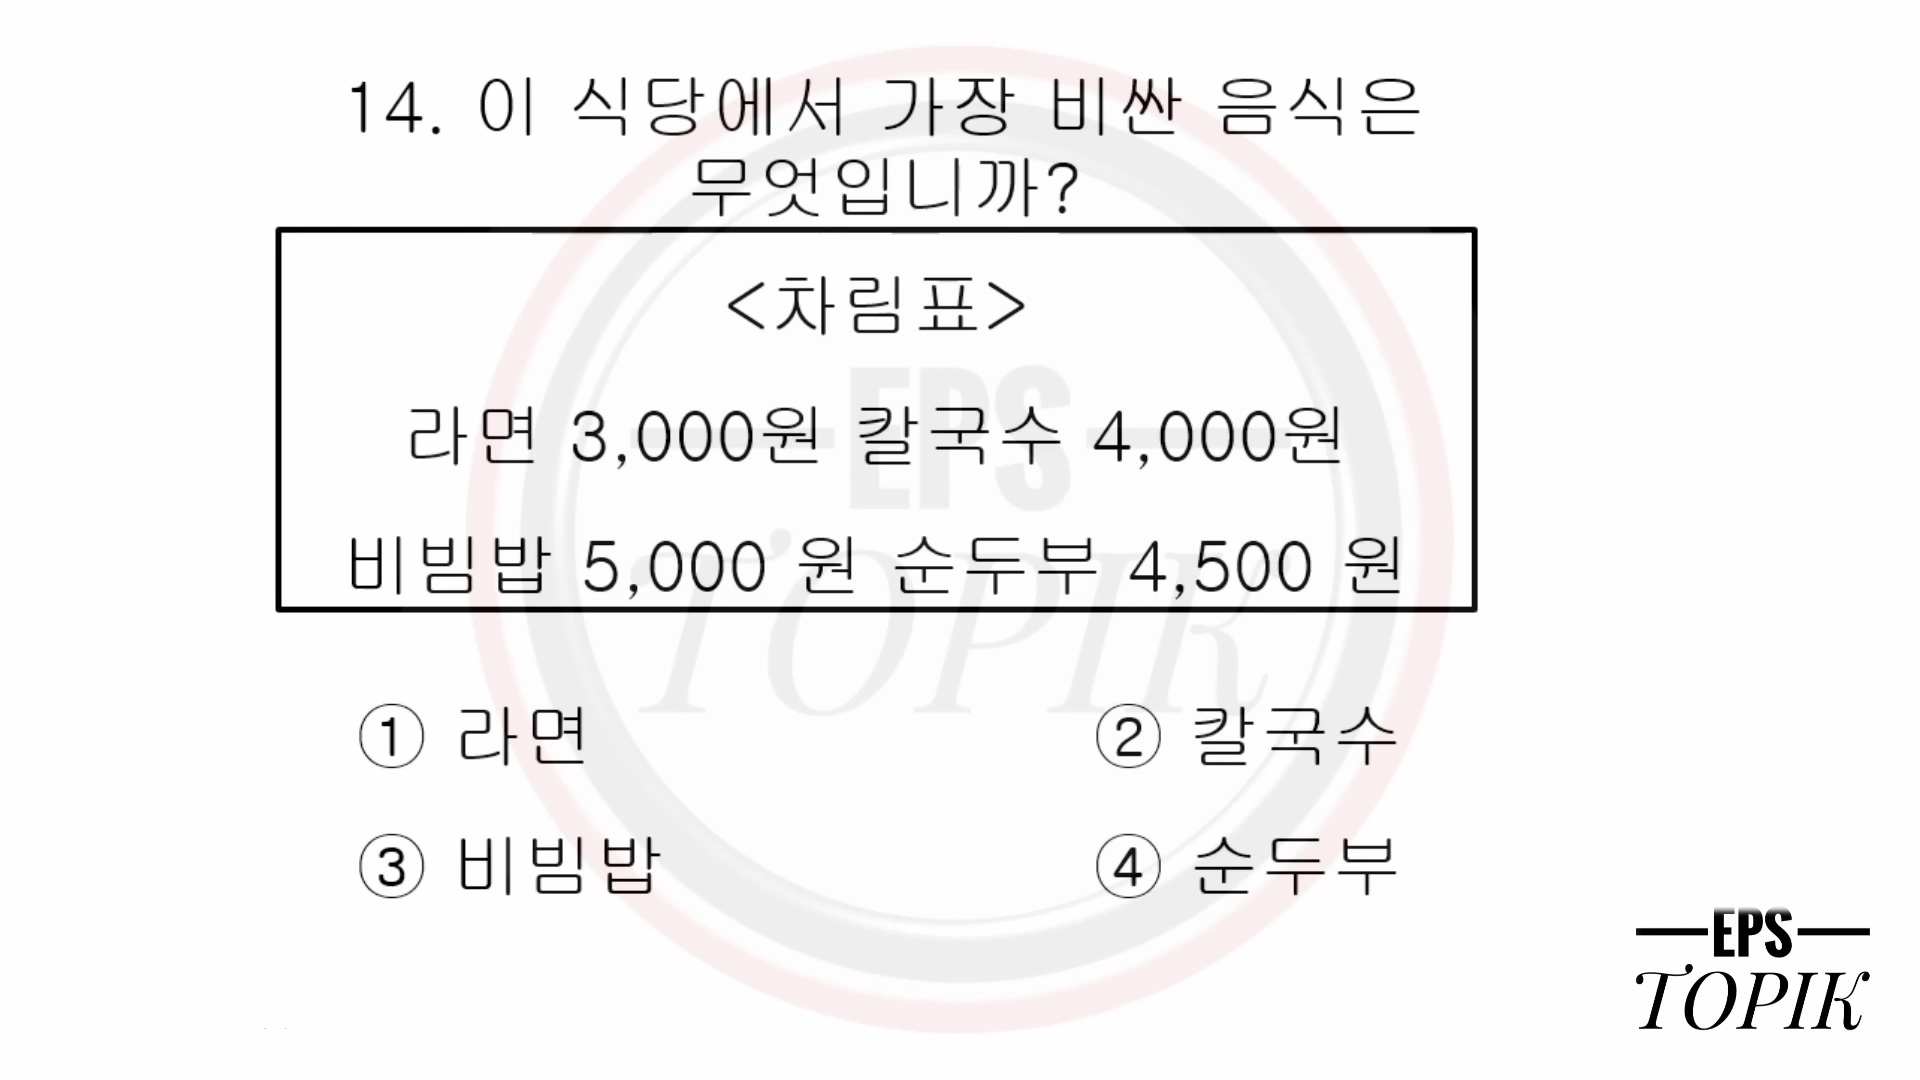 14. 이 식당에서 가장 비싼 음식은
무엇입니까?
<차림표>
라면 3,000원 칼국수 4,000원
비빔밥 5,000 원 순두부 4,500 원
① 라면 ② 칼국수
③ 비빔밥 ④ 순두부
EPS
TOPIK
EPS
TOPIK